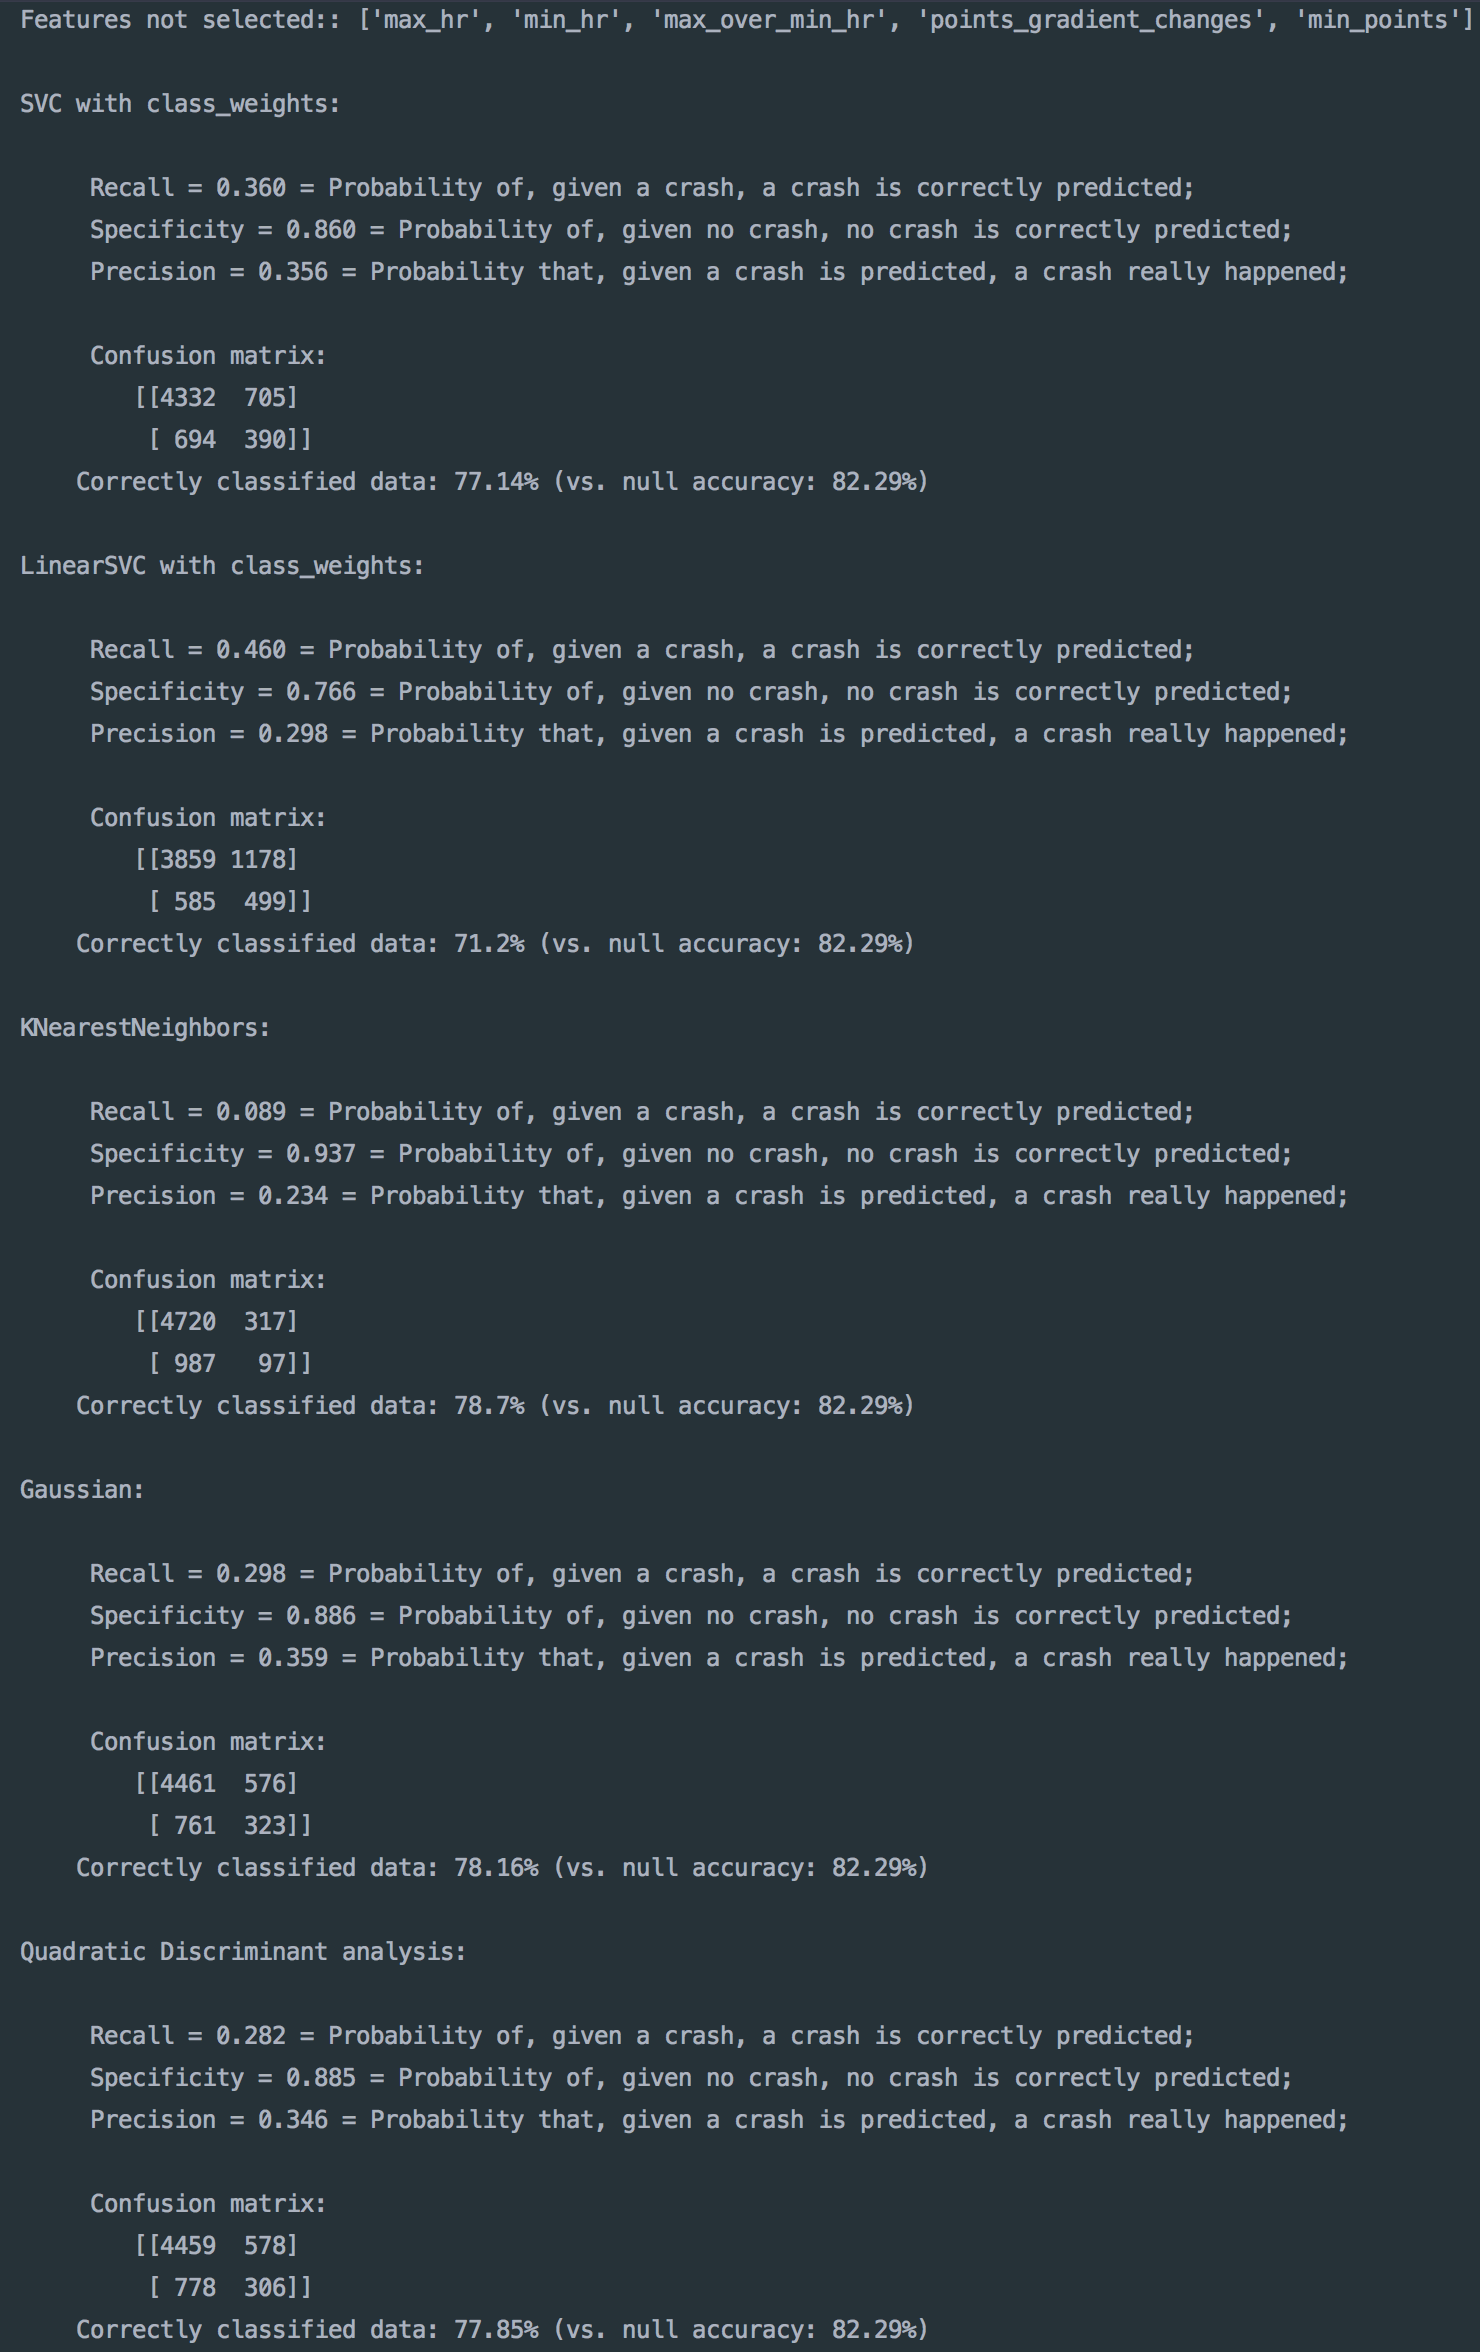 Features not selected:: ['max_hr', 'min_hr', 'max_over_min_hr', 'points_gradient_changes', 'min_points']
SVC with class_weights:
Recall = 0.360 = Probability of, given a crash, a crash is correctly predicted;
Specificity = 0.860 = Probability of, given no crash, no crash is correctly predicted;
Precision = 0.356 = Probability that, given a crash is predicted, a crash really happened;
Confusion matrix:
[[4332  705]
[ 694  390]]
Correctly classified data: 77.14% (vs. null accuracy: 82.29%)
LinearSVC with class_weights:
Recall = 0.460 = Probability of, given a crash, a crash is correctly predicted;
Specificity = 0.766 = Probability of, given no crash, no crash is correctly predicted;
Precision = 0.298 = Probability that, given a crash is predicted, a crash really happened;
Confusion matrix:
[[3859 1178]
[ 585  499]]
Correctly classified data: 71.2% (vs. null accuracy: 82.29%)
KNearestNeighbors:
Recall = 0.089 = Probability of, given a crash, a crash is correctly predicted;
Specificity = 0.937 = Probability of, given no crash, no crash is correctly predicted;
Precision = 0.234 = Probability that, given a crash is predicted, a crash really happened;
Confusion matrix:
[[4720  317]
[ 987   97]]
Correctly classified data: 78.7% (vs. null accuracy: 82.29%)
Gaussian:
Recall = 0.298 = Probability of, given a crash, a crash is correctly predicted;
Specificity = 0.886 = Probability of, given no crash, no crash is correctly predicted;
Precision = 0.359 = Probability that, given a crash is predicted, a crash really happened;
Confusion matrix:
[[4461  576]
[ 761  323]]
Correctly classified data: 78.16% (vs. null accuracy: 82.29%)
Quadratic Discriminant analysis:
Recall = 0.282 = Probability of, given a crash, a crash is correctly predicted;
Specificity = 0.885 = Probability of, given no crash, no crash is correctly predicted;
Precision = 0.346 = Probability that, given a crash is predicted, a crash really happened;
Confusion matrix:
[[4459  578]
[ 778  306]]
Correctly classified data: 77.85% (vs. null accuracy: 82.29%)